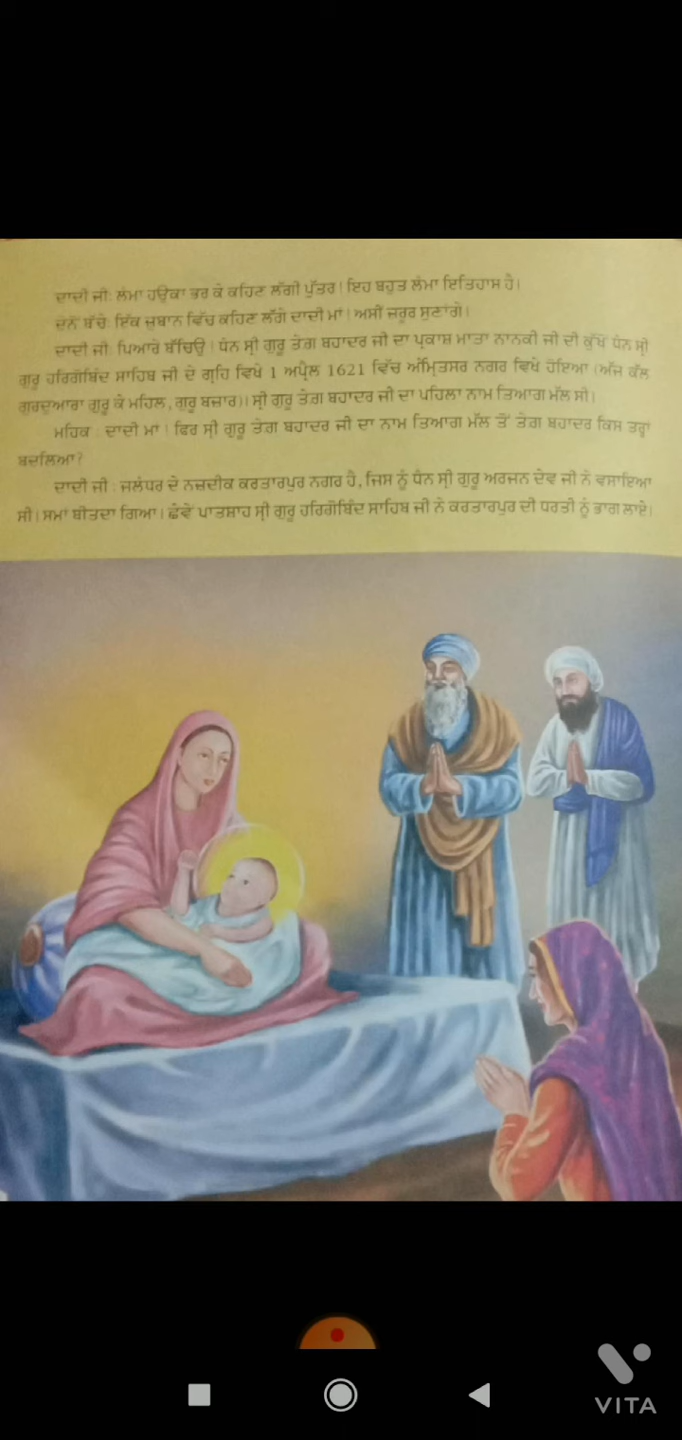 ਦਾਦੀ ਜੀ: ਲੰਮਾ ਹਉਕਾ ਭਰ ਕੇ ਕਹਿਣ ਲੱਗੀ ਪੁੱਤਰ! ਇਹ ਬਹੁਤ ਲੰਮਾ ਇਤਿਹਾਸ ਹੈ।
ਦੋਨੋਂ ਬੱਚੇ: ਇੱਕ ਜ਼ੁਬਾਨ ਵਿੱਚ ਕਹਿਣ ਲੱਗੇ ਦਾਦੀ ਮਾਂ! ਅਸੀਂ ਜ਼ਰੂਰ ਸੁਣਾਂਗੇ।
ਦਾਦੀ ਜੀ: ਪਿਆਰੇ ਬੱਚਿਉ! ਧੰਨ ਸ੍ਰੀ ਗੁਰੂ ਤੇਗ਼ ਬਹਾਦਰ ਜੀ ਦਾ ਪ੍ਰਕਾਸ਼ ਮਾਤਾ ਨਾਨਕੀ ਜੀ ਦੀ ਕੁੱਖੋਂ ਧੰਨ ਸ੍ਰੀ
ਗੁਰੂ ਹਰਿਗੋਬਿੰਦ ਸਾਹਿਬ ਜੀ ਦੇ ਗ੍ਰਹਿ ਵਿਖੇ 1 ਅਪ੍ਰੈਲ 1621 ਵਿੱਚ ਅੰਮ੍ਰਿਤਸਰ ਨਗਰ ਵਿਖੇ ਹੋਇਆ (ਅੱਜ ਕੱਲ
ਗੁਰਦੁਆਰਾ ਗੁਰੂ ਕੇ ਮਹਿਲ, ਗੁਰੂ ਬਜ਼ਾਰ)। ਸ੍ਰੀ ਗੁਰੂ ਤੇਗ਼ ਬਹਾਦਰ ਜੀ ਦਾ ਪਹਿਲਾ ਨਾਮ ਤਿਆਗ ਮੱਲ ਸੀ।
ਮਹਿਕ : ਦਾਦੀ ਮਾਂ! ਫਿਰ ਸ੍ਰੀ ਗੁਰੂ ਤੇਗ਼ ਬਹਾਦਰ ਜੀ ਦਾ ਨਾਮ ਤਿਆਗ ਮੱਲ ਤੋਂ ਤੇਗ਼ ਬਹਾਦਰ ਕਿਸ ਤਰ੍ਹਾਂ
ਬਦਲਿਆ?
ਦਾਦੀ ਜੀ : ਜਲੰਧਰ ਦੇ ਨਜ਼ਦੀਕ ਕਰਤਾਰਪੁਰ ਨਗਰ ਹੈ, ਜਿਸ ਨੂੰ ਧੰਨ ਸ੍ਰੀ ਗੁਰੂ ਅਰਜਨ ਦੇਵ ਜੀ ਨੇ ਵਸਾਇਆ
ਸੀ। ਸਮਾਂ ਬੀਤਦਾ ਗਿਆ। ਛੇਵੇਂ ਪਾਤਸ਼ਾਹ ਸ੍ਰੀ ਗੁਰੂ ਹਰਿਗੋਬਿੰਦ ਸਾਹਿਬ ਜੀ ਨੇ ਕਰਤਾਰਪੁਰ ਦੀ ਧਰਤੀ ਨੂੰ ਭਾਗ ਲਾਏ।
VITA